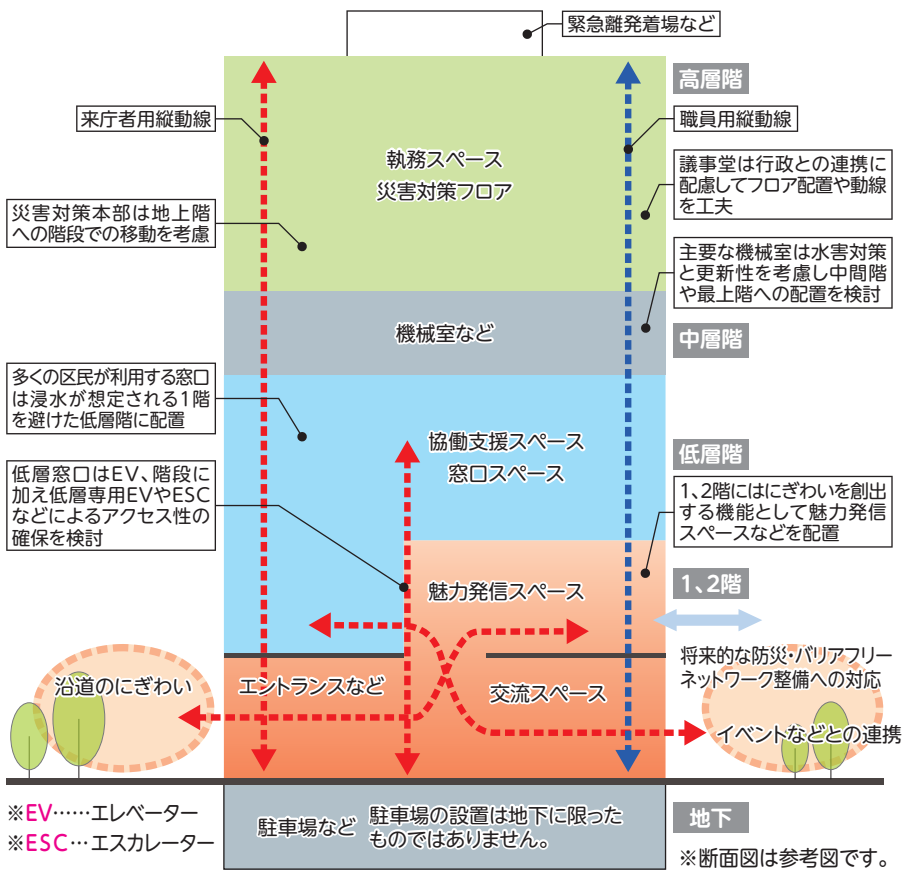 緊急離発着場など
高層階
来庁者用縦動線
職員用縦動線
執務スペース
災害対策フロア
議事堂は行政との連携に
配慮してフロア配置や動線
を工夫
災害対策本部は地上階
への階段での移動を考慮
主要な機械室は水害対策
と更新性を考慮し中間階
や最上階への配置を検討
機械室など
中層階
多くの区民が利用する窓口
は浸水が想定される1階
を避けた低層階に配置
協働支援スペース
窓口スペース
低層階
低層窓口はEV、階段に
加え低層専用EVやESC
などによるアクセス性の
確保を検討
1、2階にはにぎわいを創出
する機能として魅力発信
スペースなどを配置
魅力発信スペース
1、2階
将来的な防災・バリアフリー
ネットワーク整備への対応
沿道のにぎわい
エントランスなど
交流スペース
イベントなどとの連携
※EV……エレベーター
※ESC…エスカレーター
駐車場など
駐車場の設置は地下に限った
ものではありません。
地下
※断面図は参考図です。